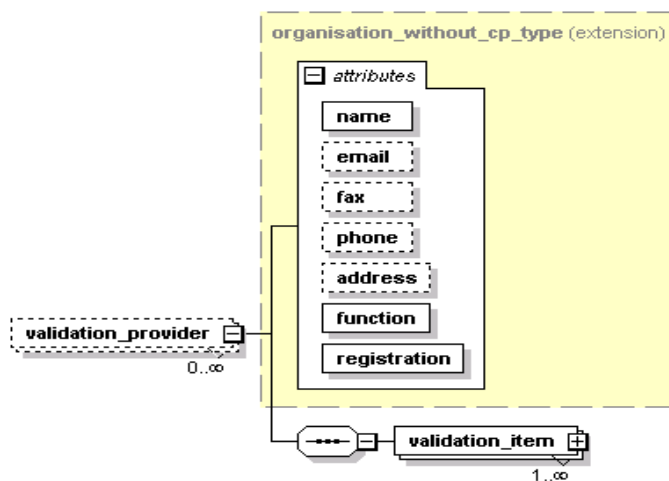 organisation_without_cp_type (extension)
attributes
name
email
fax
phone
address
function
registration
validation_provider
0..∞
validation_item
1..∞